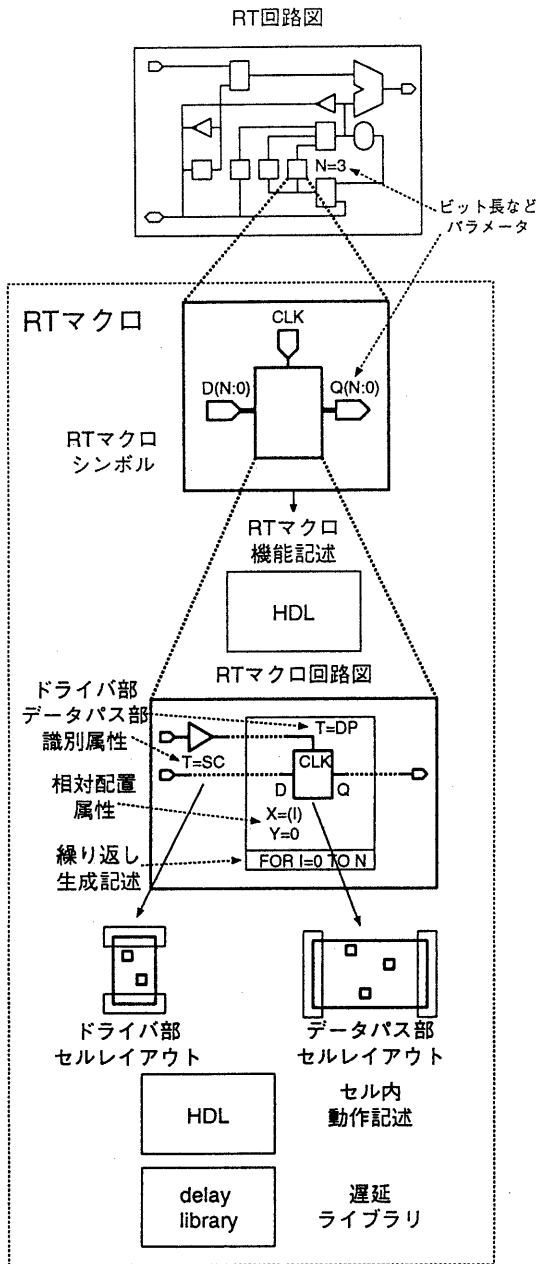 RT回路図
N=3
ビット長など
パラメータ
RTマクロ
CLK
D(N:0)
Q(N:0)
RTマクロ
シンボル
RTマクロ
機能記述
HDL
RTマクロ回路図
ドライバ部
データパス部
識別属性
T=DP
T=SC
CLK
D
Q
相対配置
属性
X=(I)
Y=0
繰り返し
生成記述
FOR I=0 TO N
ドライバ部
セルレイアウト
データパス部
セルレイアウト
HDL
セル内
動作記述
delay
library
遅延
ライブラリ